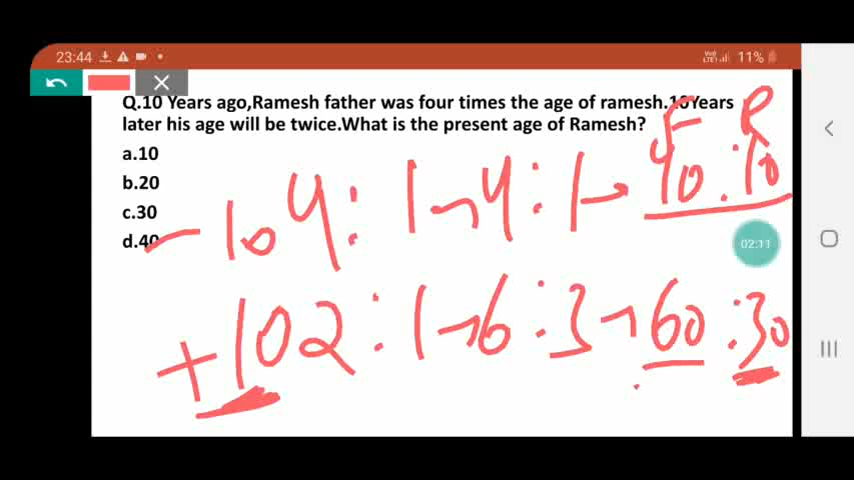 23:44 11%
Q.10 Years ago,Ramesh father was four times the age of ramesh.10Years
later his age will be twice.What is the present age of Ramesh?
a.10
b.20
c.30
d.40
F R
-10 4:1→4:1→40:10
02:11
+10 2:1→6:3→60:30